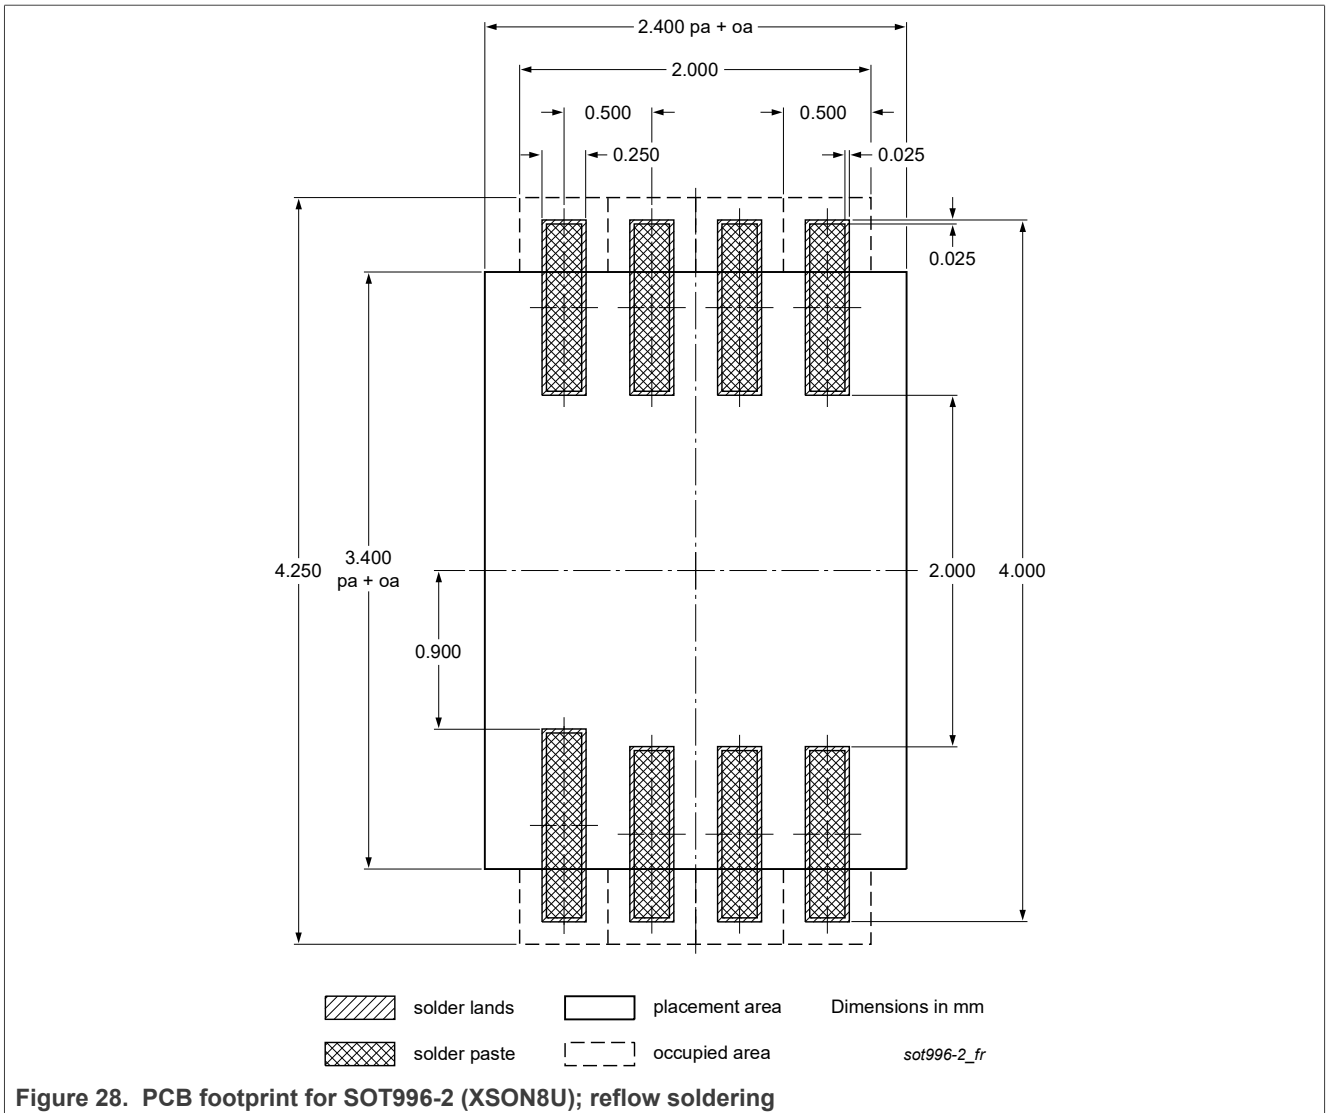 2.400 pa + oa
2.000
0.500
0.500
0.250
0.025
0.025
4.250
3.400
pa + oa
2.000
4.000
0.900
solder lands
placement area
Dimensions in mm
solder paste
occupied area
sot996-2_fr
Figure 28. PCB footprint for SOT996-2 (XSON8U); reflow soldering